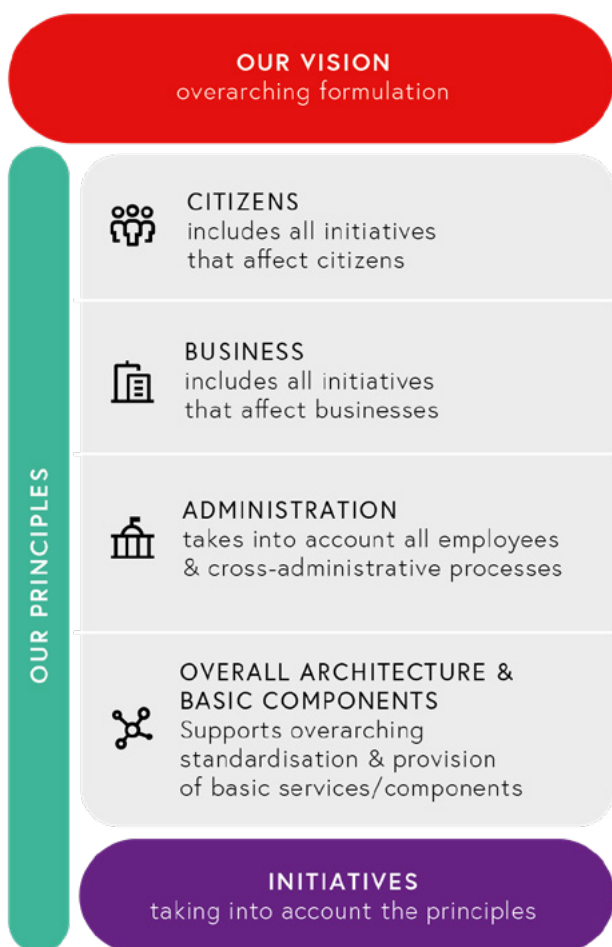 OUR VISION
overarching formulation
OUR PRINCIPLES
CITIZENS
includes all initiatives
that affect citizens
BUSINESS
includes all initiatives
that affect businesses
ADMINISTRATION
takes into account all employees
& cross-administrative processes
OVERALL ARCHITECTURE &
BASIC COMPONENTS
Supports overarching
standardisation & provision
of basic services/components
INITIATIVES
taking into account the principles